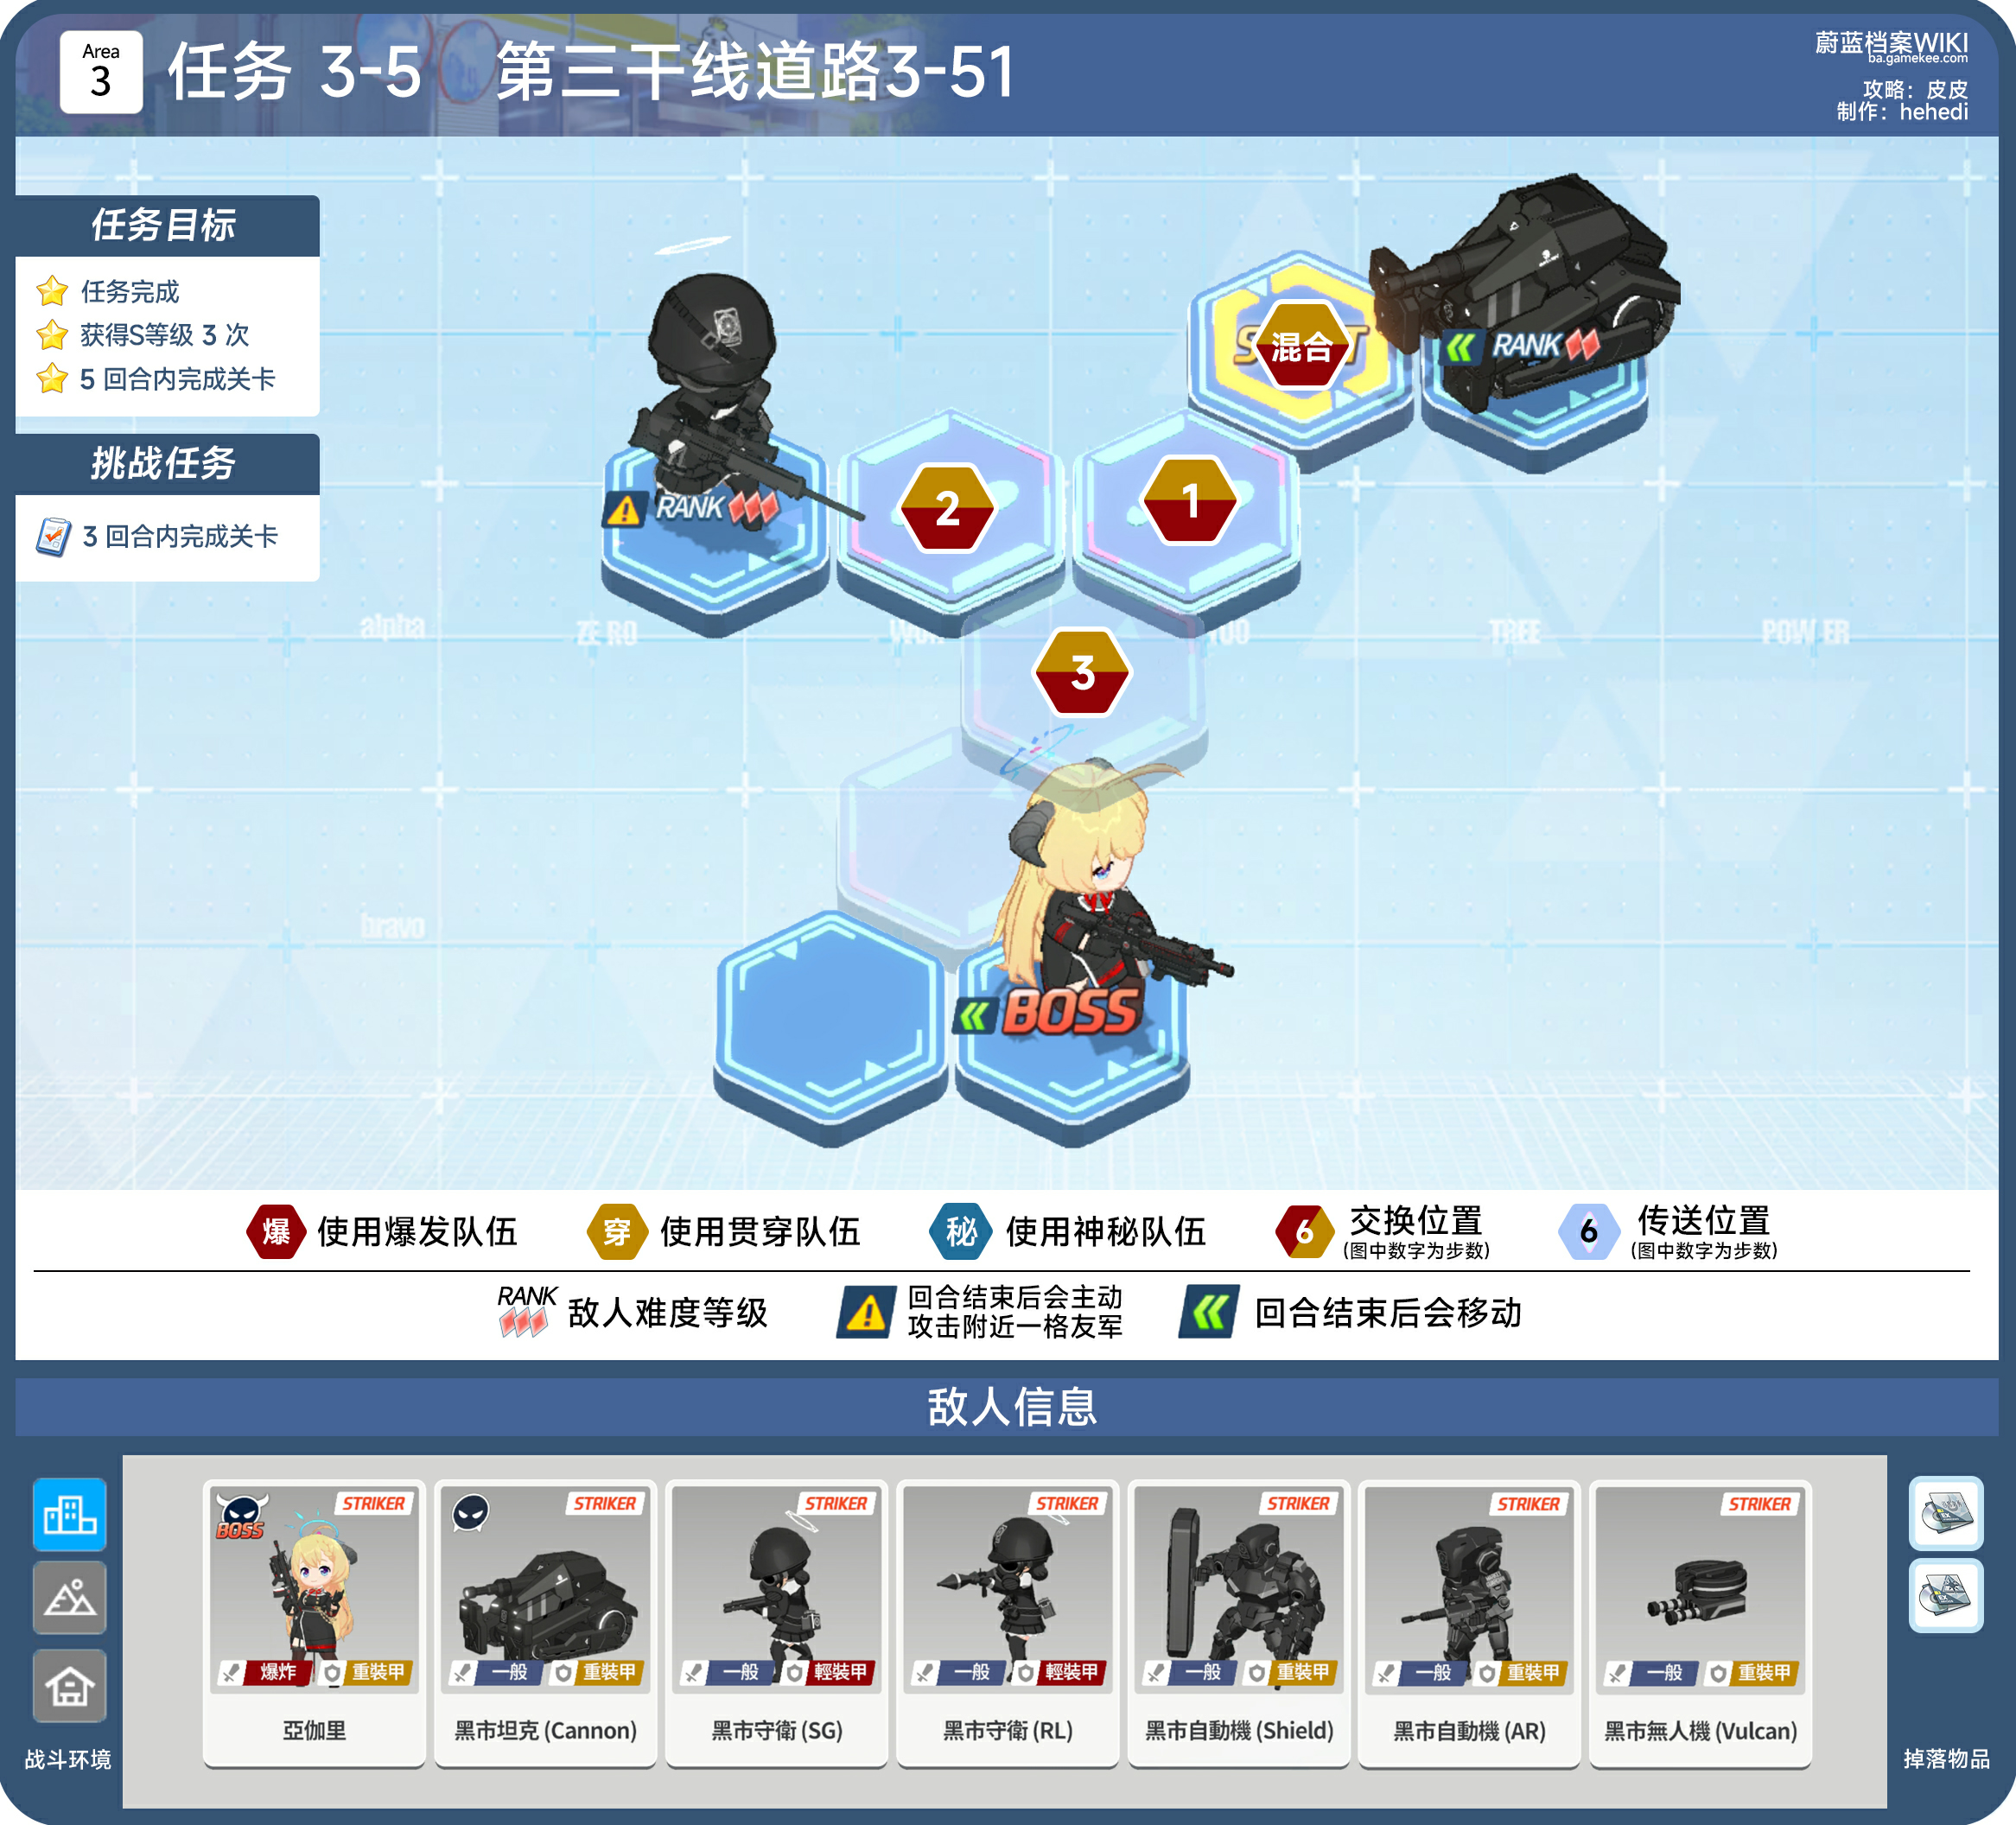 Area
3
任务 3-5 第三干线道路3-51
蔚蓝档案WIKI
ba.gamekee.com
攻略：皮皮
制作：hehedi
任务目标
任务完成
获得S等级 3 次
5 回合内完成关卡
挑战任务
3 回合内完成关卡
混合
RANK
RANK
2
1
3
alpha
ZE RO
TREE
POW ER
bravo
BOSS
爆 使用爆发队伍
穿 使用贯穿队伍
秘 使用神秘队伍
6 交换位置
(图中数字为步数)
6 传送位置
(图中数字为步数)
RANK 敌人难度等级
回合结束后会主动
攻击附近一格友军
回合结束后会移动
敌人信息
BOSS STRIKER
爆炸 重裝甲
亞伽里
STRIKER
一般 重裝甲
黑市坦克 (Cannon)
STRIKER
一般 輕裝甲
黑市守衛 (SG)
STRIKER
一般 輕裝甲
黑市守衛 (RL)
STRIKER
一般 重裝甲
黑市自動機 (Shield)
STRIKER
一般 重裝甲
黑市自動機 (AR)
STRIKER
一般 重裝甲
黑市無人機 (Vulcan)
战斗环境
掉落物品